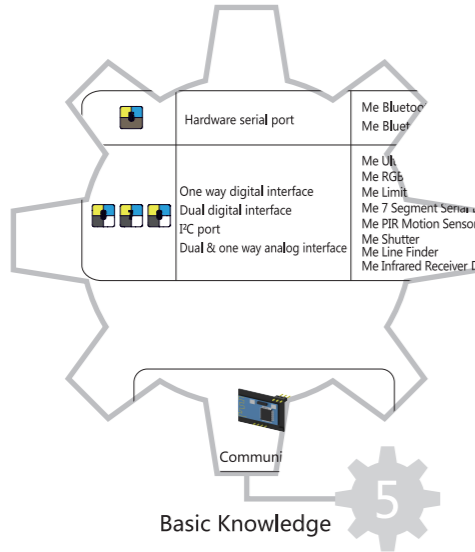 Hardware serial port
Me Bluetoo
Me Bluet
One way digital interface
Dual digital interface
I²C port
Dual & one way analog interface
Me Ul
Me RGB
Me Limit
Me 7 Segment Serial D
Me PIR Motion Sensor
Me Shutter
Me Line Finder
Me Infrared Receiver D
Communi
Basic Knowledge
5